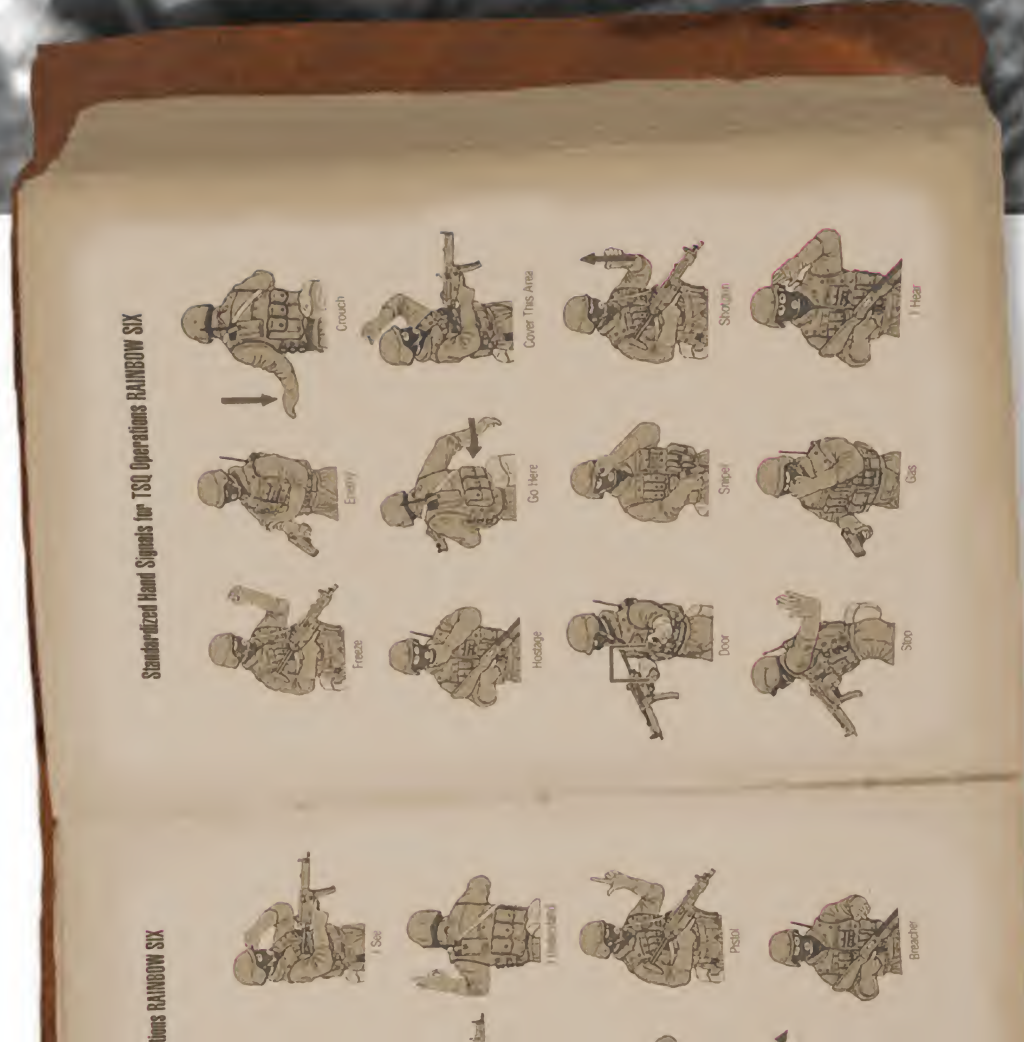 tions RAINBOW SIX
I See
I Understand
Pistol
Breacher
Standardized Hand Signals for TSQ Operations RAINBOW SIX
Freeze
Enemy
Crouch
Hostage
Go Here
Cover This Area
Door
Sniper
Shotgun
Stop
Gas
I Hear